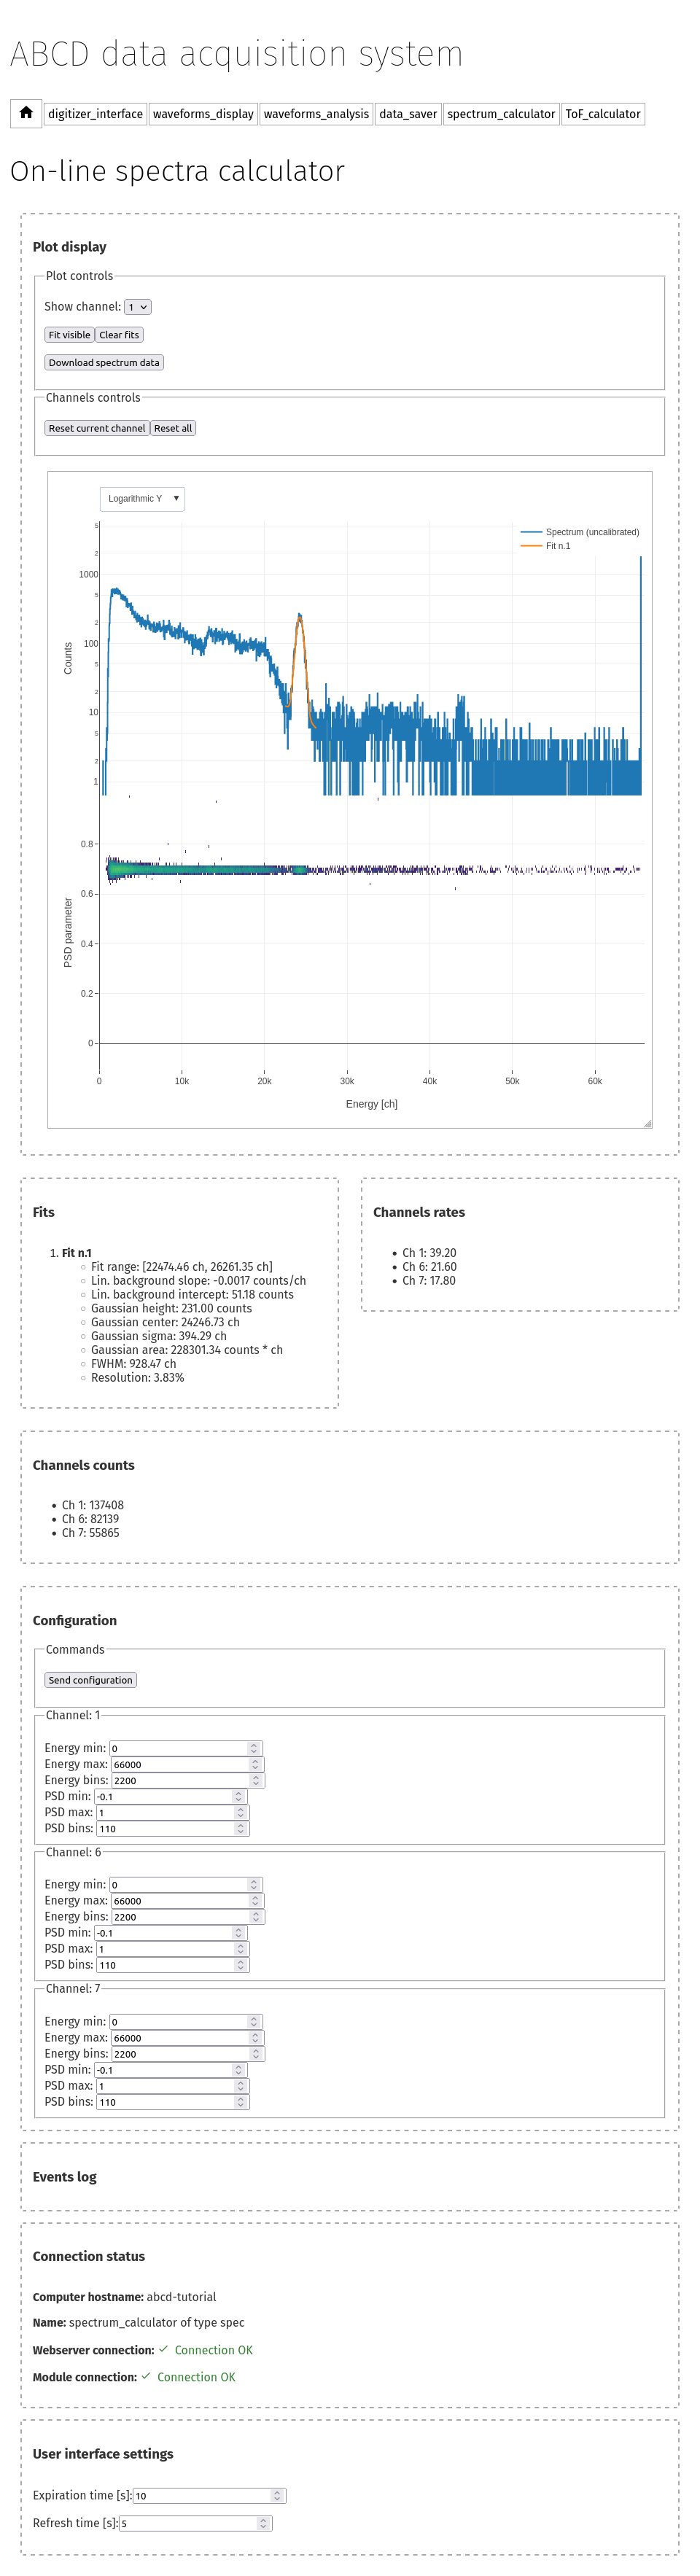 ABCD data acquisition system
digitizer_interface waveforms_display waveforms_analysis data_saver spectrum_calculator ToF_calculator
On-line spectra calculator
Plot display
Plot controls
Show channel: 1
Fit visible Clear fits
Download spectrum data
Channels controls
Reset current channel Reset all
Logarithmic Y ▼
Spectrum (uncalibrated)
Fit n.1
5
2
1000
5
2
100
5
2
10
5
2
1
Counts
0.8
0.6
0.4
0.2
0
PSD parameter
0 10k 20k 30k 40k 50k 60k
Energy [ch]
Fits
1. Fit n.1
Fit range: [22474.46 ch, 26261.35 ch]
Lin. background slope: -0.0017 counts/ch
Lin. background intercept: 51.18 counts
Gaussian height: 231.00 counts
Gaussian center: 24246.73 ch
Gaussian sigma: 394.29 ch
Gaussian area: 228301.34 counts * ch
FWHM: 928.47 ch
Resolution: 3.83%
Channels rates
Ch 1: 39.20
Ch 6: 21.60
Ch 7: 17.80
Channels counts
Ch 1: 137408
Ch 6: 82139
Ch 7: 55865
Configuration
Commands
Send configuration
Channel: 1
Energy min: 0
Energy max: 66000
Energy bins: 2200
PSD min: -0.1
PSD max: 1
PSD bins: 110
Channel: 6
Energy min: 0
Energy max: 66000
Energy bins: 2200
PSD min: -0.1
PSD max: 1
PSD bins: 110
Channel: 7
Energy min: 0
Energy max: 66000
Energy bins: 2200
PSD min: -0.1
PSD max: 1
PSD bins: 110
Events log
Connection status
Computer hostname: abcd-tutorial
Name: spectrum_calculator of type spec
Webserver connection: ✓ Connection OK
Module connection: ✓ Connection OK
User interface settings
Expiration time [s]: 10
Refresh time [s]: 5